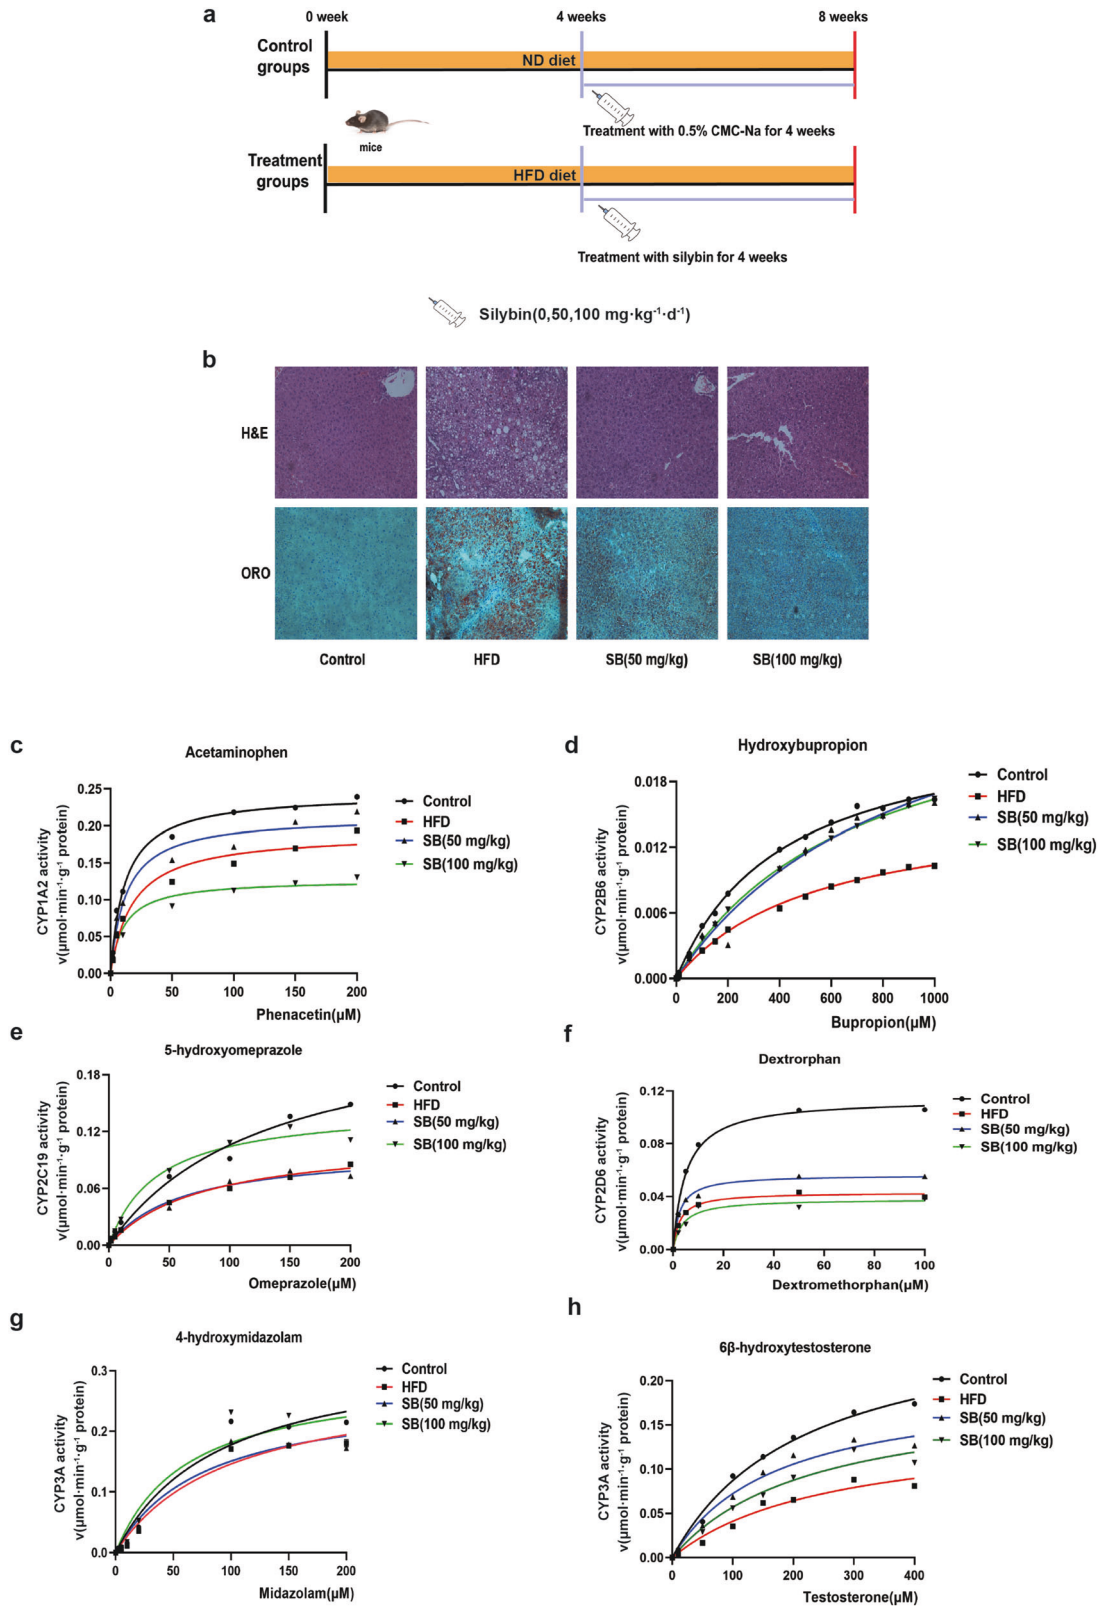 a
0 week
4 weeks
8 weeks
Control
groups
ND diet
Treatment with 0.5% CMC-Na for 4 weeks
mice
Treatment
groups
HFD diet
Treatment with silybin for 4 weeks
Silybin(0,50,100 mg·kg⁻¹·d⁻¹)
b
H&E
ORO
Control
HFD
SB(50 mg/kg)
SB(100 mg/kg)
c
Acetaminophen
CYP1A2 activity
v(μmol·min⁻¹·g⁻¹ protein)
0.25
0.20
0.15
0.10
0.05
0.00
0
50
100
150
200
Phenacetin(μM)
Control
HFD
SB(50 mg/kg)
SB(100 mg/kg)
d
Hydroxybupropion
CYP2B6 activity
v(μmol·min⁻¹·g⁻¹ protein)
0.018
0.012
0.006
0.000
0
200
400
600
800
1000
Bupropion(μM)
Control
HFD
SB(50 mg/kg)
SB(100 mg/kg)
e
5-hydroxyomeprazole
CYP2C19 activity
v(μmol·min⁻¹·g⁻¹ protein)
0.18
0.12
0.06
0.00
0
50
100
150
200
Omeprazole(μM)
Control
HFD
SB(50 mg/kg)
SB(100 mg/kg)
f
Dextrorphan
CYP2D6 activity
v(μmol·min⁻¹·g⁻¹ protein)
0.12
0.08
0.04
0.00
0
20
40
60
80
100
Dextromethorphan(μM)
Control
HFD
SB(50 mg/kg)
SB(100 mg/kg)
g
4-hydroxymidazolam
CYP3A activity
v(μmol·min⁻¹·g⁻¹ protein)
0.3
0.2
0.1
0.0
0
50
100
150
200
Midazolam(μM)
Control
HFD
SB(50 mg/kg)
SB(100 mg/kg)
h
6β-hydroxytestosterone
CYP3A activity
v(μmol·min⁻¹·g⁻¹ protein)
0.20
0.15
0.10
0.05
0.00
0
100
200
300
400
Testosterone(μM)
Control
HFD
SB(50 mg/kg)
SB(100 mg/kg)